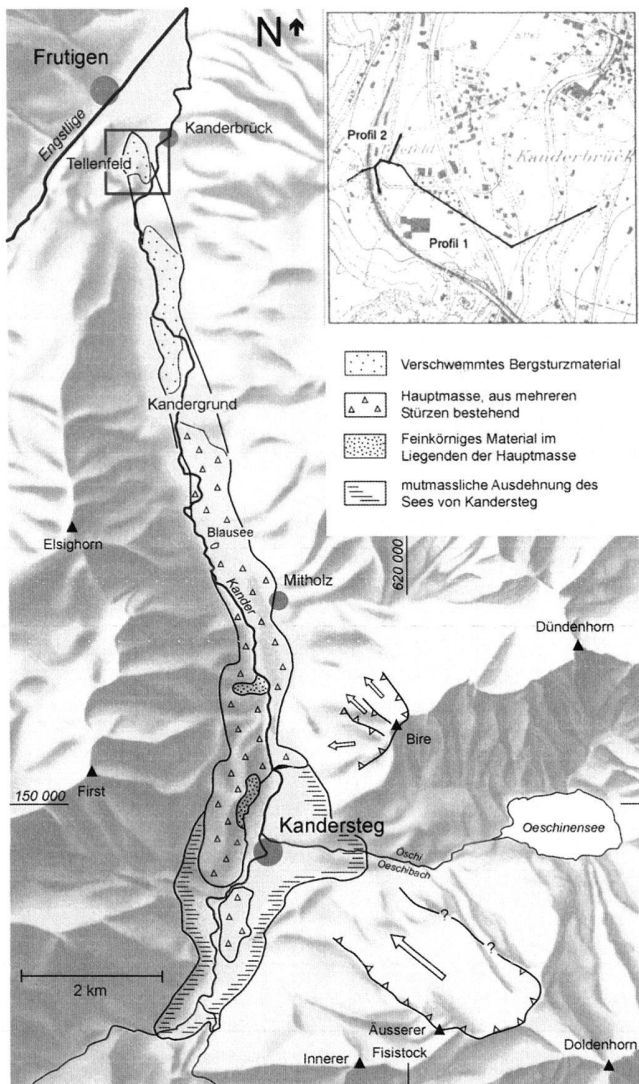 N
Frutigen
Engstlige
Kanderbrück
Tellenfeld
Kandergrund
Blausee
Elsighorn
Kander
Mitholz
620 000
Dündenhorn
Bire
First
150 000
Kandersteg
Oeschinensee
Oschi
Oeschibach
2 km
?
?
Äusserer
Innerer
Fisistock
Doldenhorn
Profil 2
Kanderbrück
Profil 1
Verschwemmtes Bergsturzmaterial
Hauptmasse, aus mehreren
Stürzen bestehend
Feinkörniges Material im
Liegenden der Hauptmasse
mutmassliche Ausdehnung des
Sees von Kandersteg